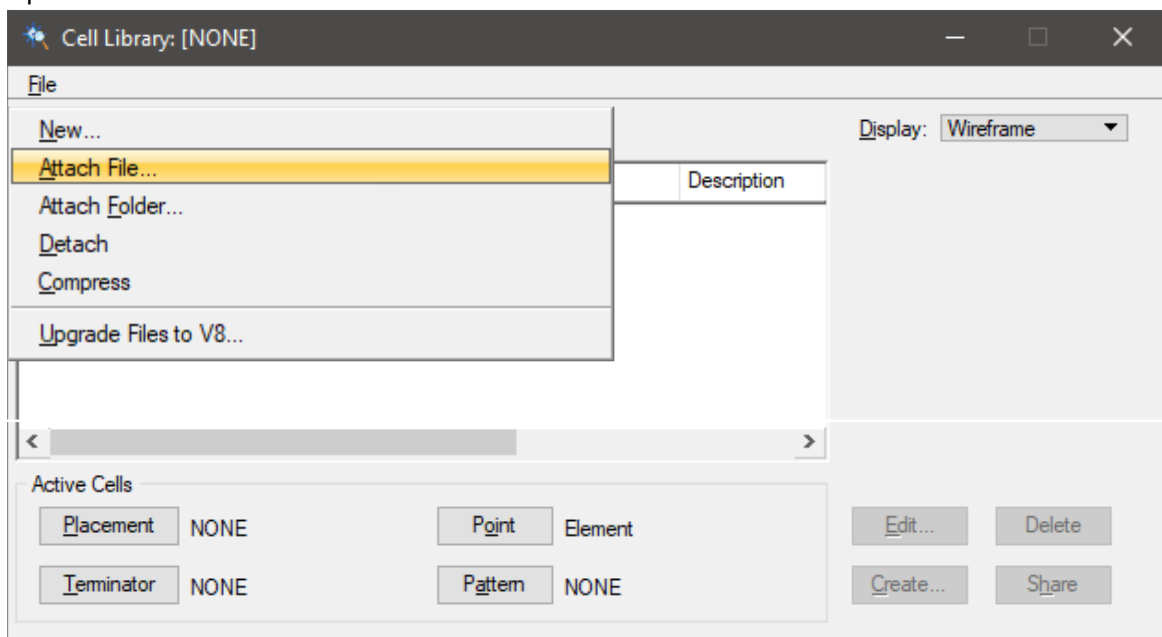 Cell Library: [NONE]
File
New...
Display: Wireframe
Attach File...
Description
Attach Folder...
Detach
Compress
Upgrade Files to V8...
Active Cells
Placement NONE Point Element Edit... Delete
Terminator NONE Pattern NONE Create... Share